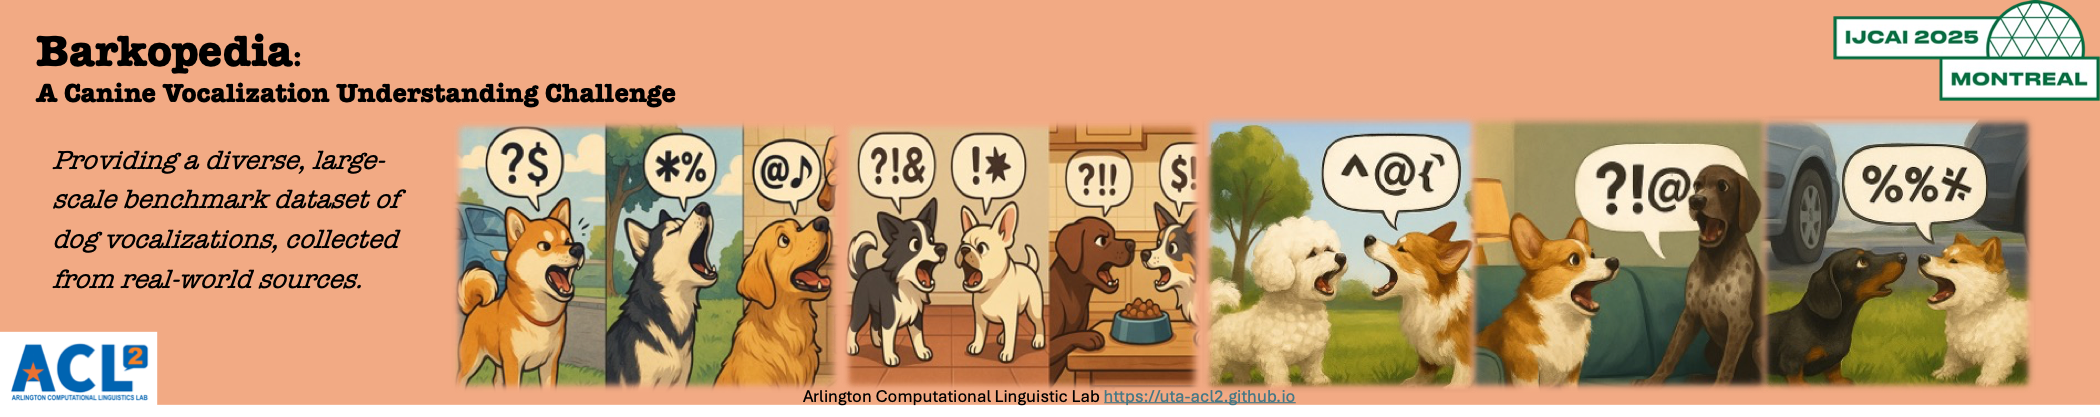 Barkopedia:
A Canine Vocalization Understanding Challenge
IJCAI 2025
MONTREAL
Providing a diverse, large-
scale benchmark dataset of
dog vocalizations, collected
from real-world sources.
?$
*%
@♪
?!&
!*
?!!
$!
^@{`
?!@
%%※
ACL2
ARLINGTON COMPUTATIONAL LINGUISTICS LAB
Arlington Computational Linguistic Lab https://uta-acl2.github.io